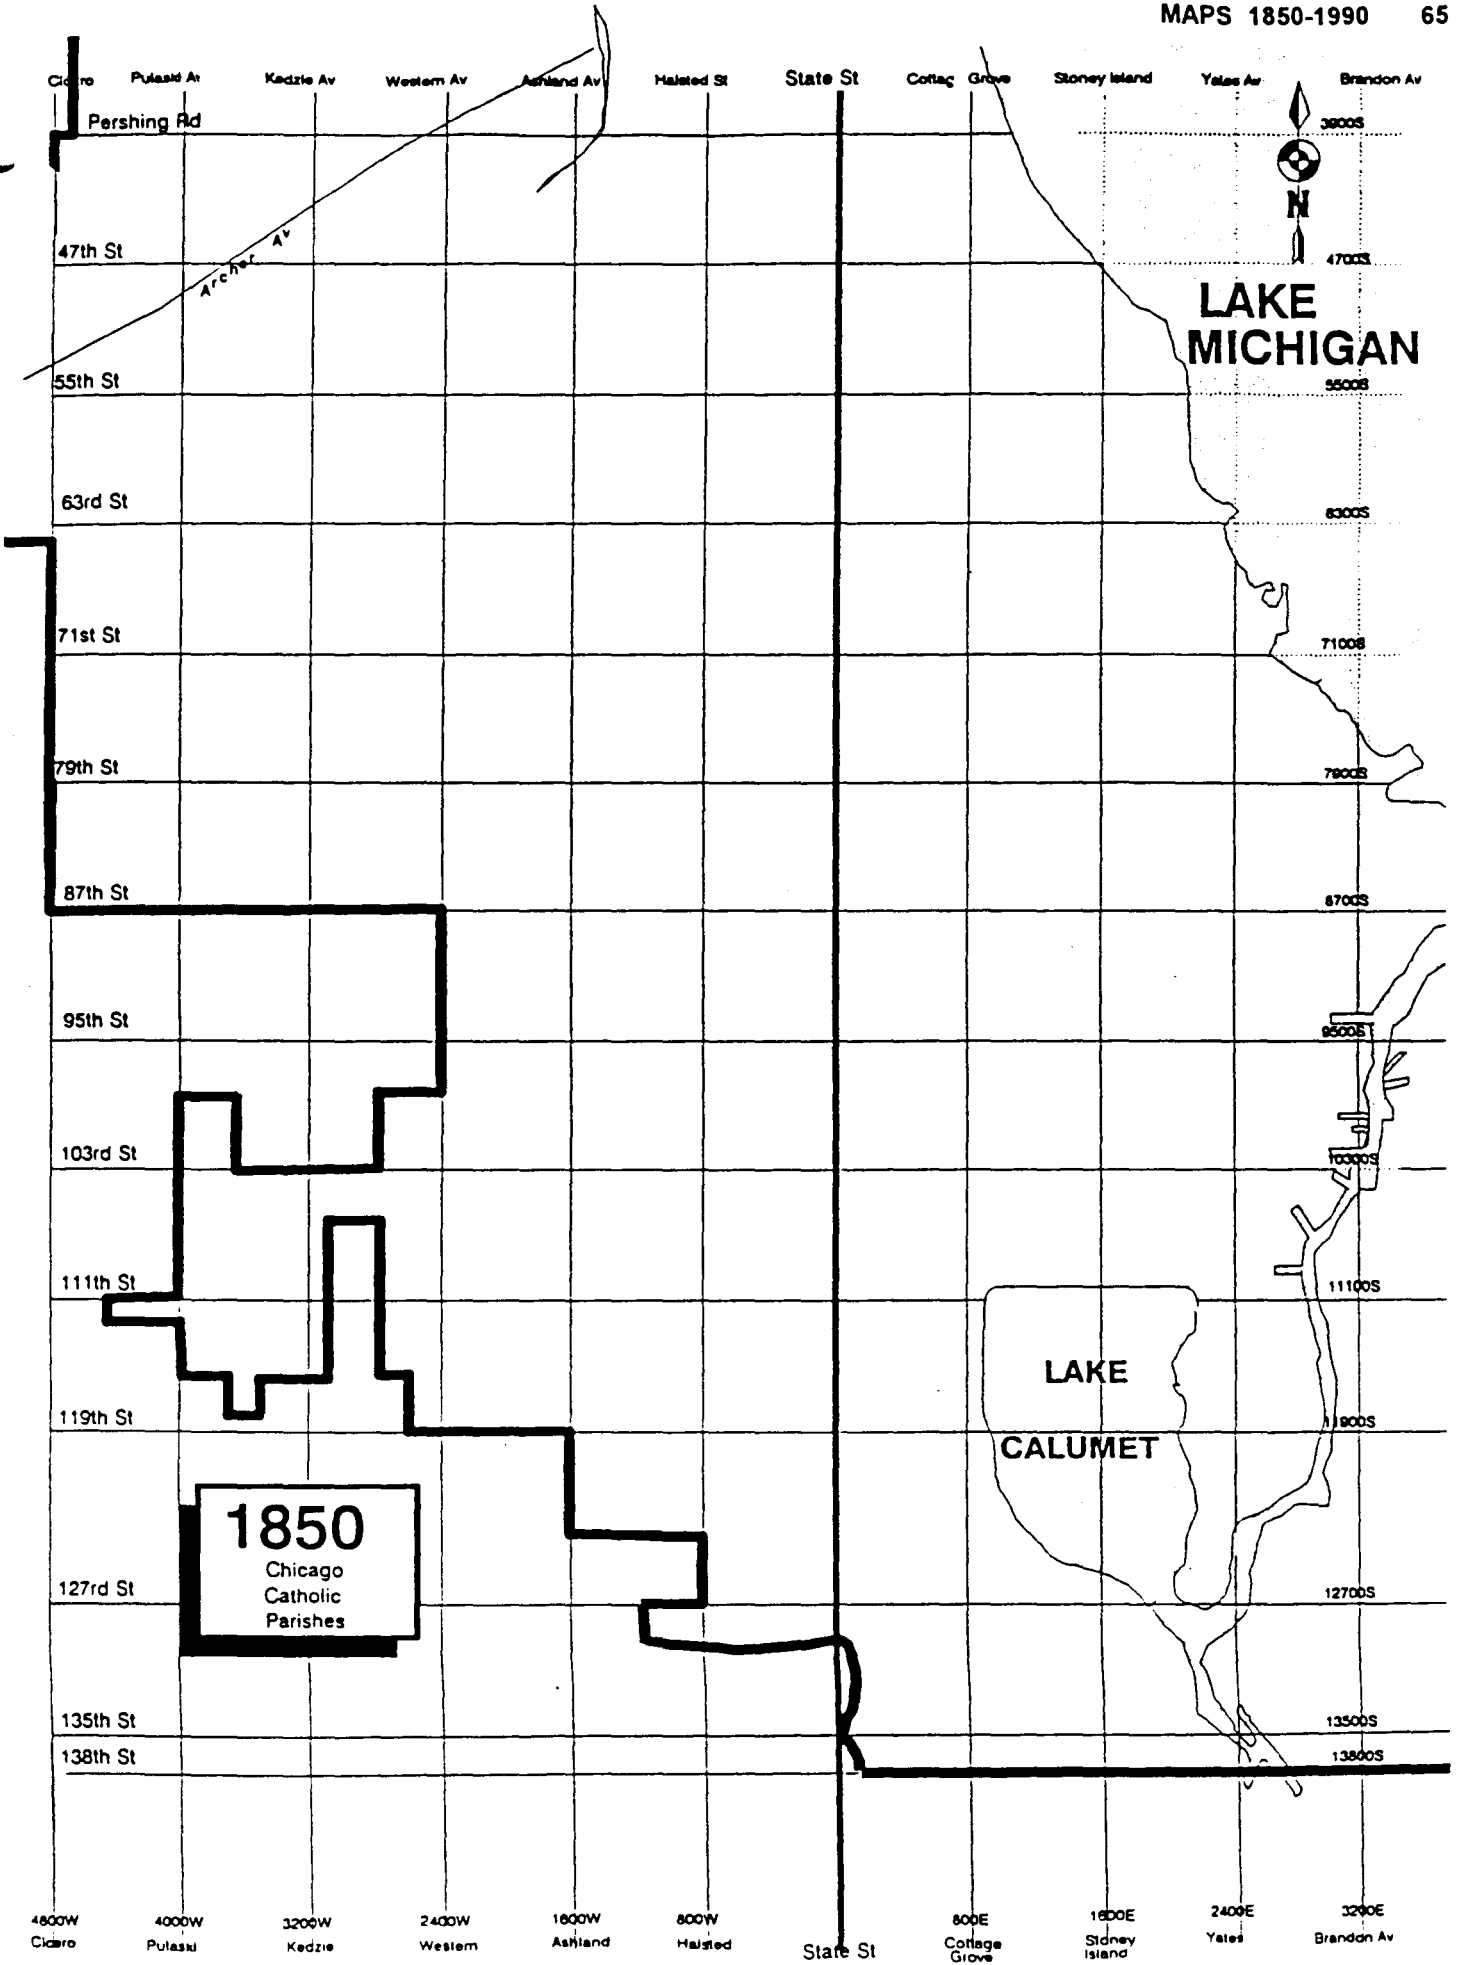 MAPS 1850-1990 65
Cicero Pulaski Av Kedzie Av Western Av Ashland Av Halsted St State St Cottag Grove Stoney Island Yates Av Brandon Av
Pershing Rd
3900S
N
Archer Av
47th St
4700S
LAKE
MICHIGAN
55th St
5500S
63rd St
6300S
71st St
7100S
79th St
7900S
87th St
8700S
95th St
9500S
103rd St
10300S
111th St
11100S
LAKE
119th St
11900S
CALUMET
1850
Chicago
Catholic
Parishes
127rd St
12700S
135th St
13500S
138th St
13800S
4800W 4000W 3200W 2400W 1600W 800W 800E 1600E 2400E 3200E
Cicero Pulaski Kedzie Western Ashland Halsted State St Cottage Stoney Yates Brandon Av
Grove Island